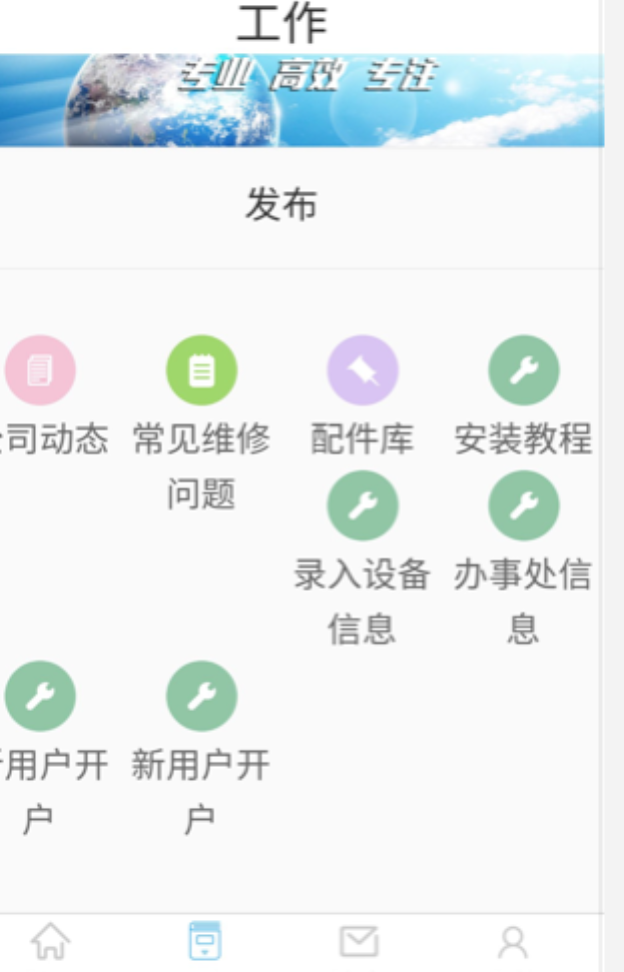 工作
专业 高效 专注
发布
司动态
常见维修
问题
配件库
安装教程
录入设备
信息
办事处信
息
用户开
户
新用户开
户